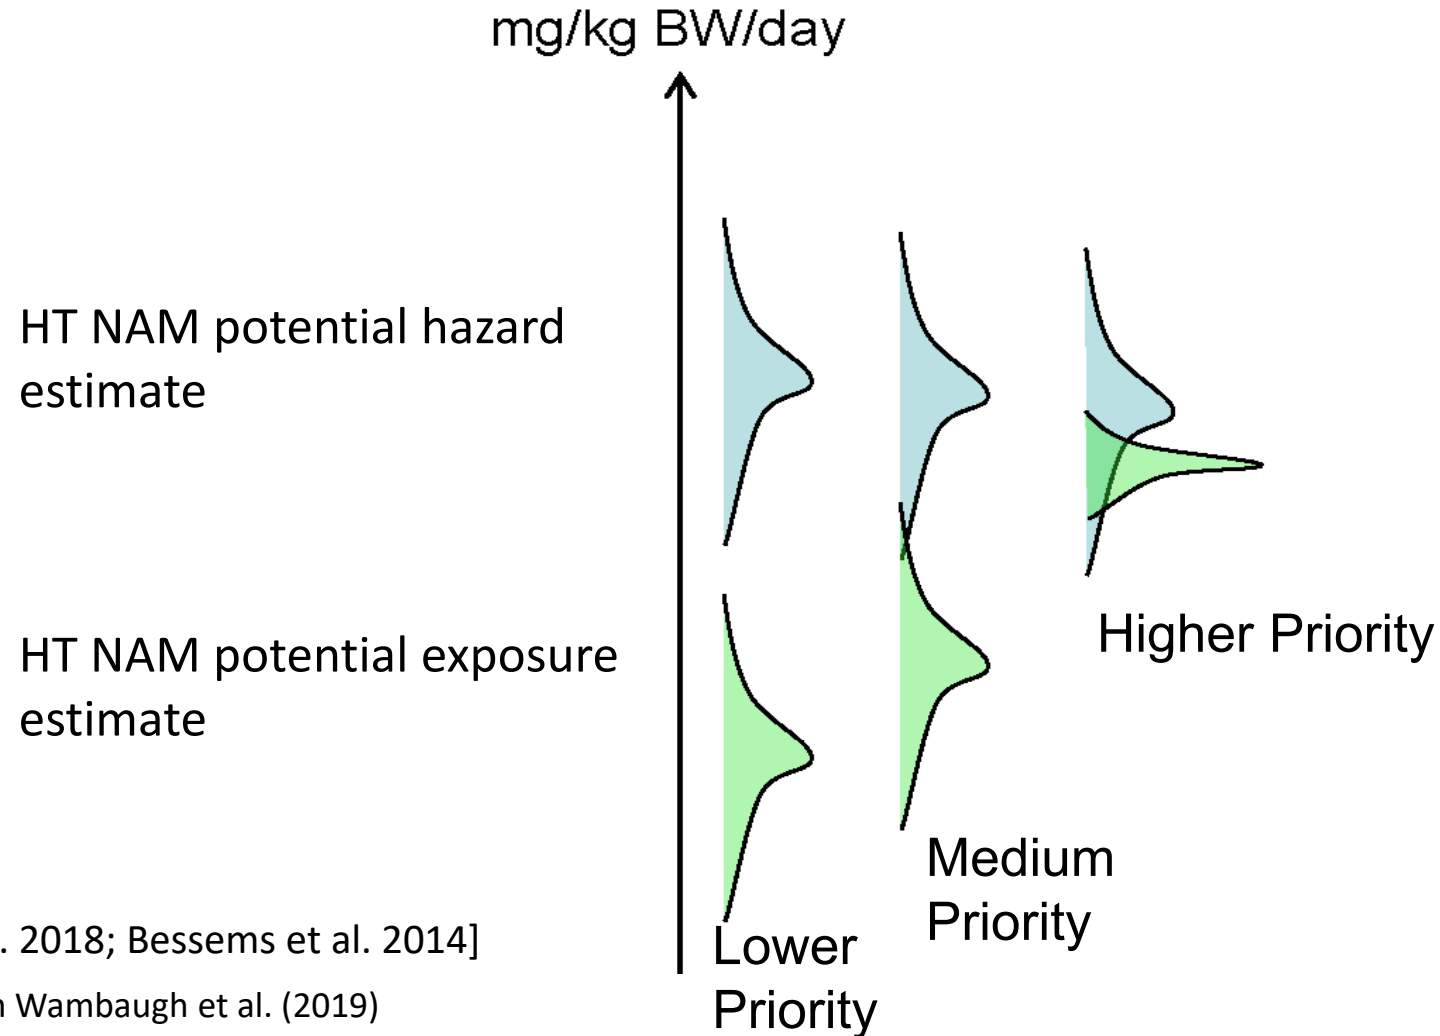 mg/kg BW/day
HT NAM potential hazard
estimate
HT NAM potential exposure
estimate
Higher Priority
Medium
Priority
Lower
Priority
. 2018; Bessems et al. 2014]
Wambaugh et al. (2019)